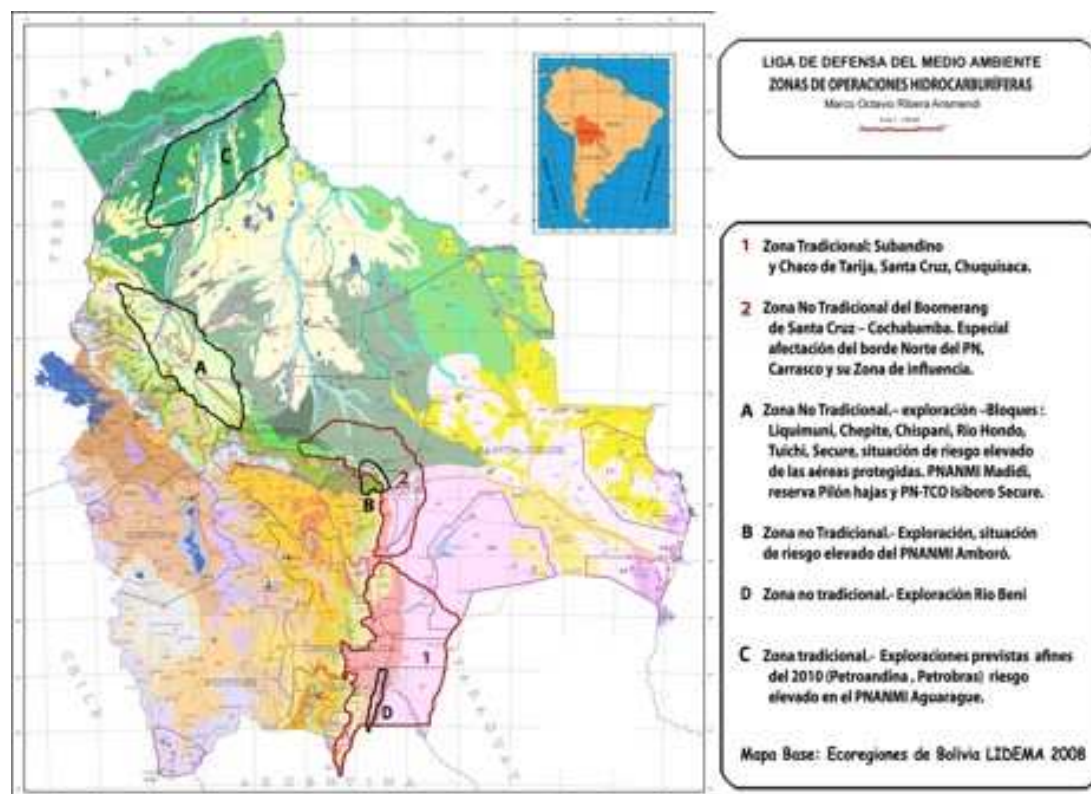 LIGA DE DEFENSA DEL MEDIO AMBIENTE
ZONAS DE OPERACIONES HIDROCARBURÍFERAS
Marco Octavio Ribera Arismendi
1 Zona Tradicional: Subandino
y Chaco de Tarija, Santa Cruz, Chuquisaca.
2 Zona No Tradicional del Boomerang
de Santa Cruz – Cochabamba. Especial
afectación del borde Norte del PN,
Carrasco y su Zona de influencia.
A Zona No Tradicional.- exploración –Bloques :
Liquimuni, Chepite, Chispani, Rio Hondo,
Tuichi, Secure, situación de riesgo elevado
de las aéreas protegidas. PNANMI Madidi,
reserva Pilón hajas y PN-TCO Isiboro Secure.
B Zona no Tradicional.- Exploración, situación
de riesgo elevado del PNANMI Amboró.
D Zona no tradicional.- Exploración Rio Beni
C Zona tradicional.- Exploraciones previstas afines
del 2010 (Petroandina , Petrobras) riesgo
elevado en el PNANMI Aguarague.
Mapa Base: Ecoregiones de Bolivia LIDEMA 2008
BRAZIL
BRAZIL
PERU
C
A
2
B
1
D
CHILE
PARAGUAY
ARGENTINA